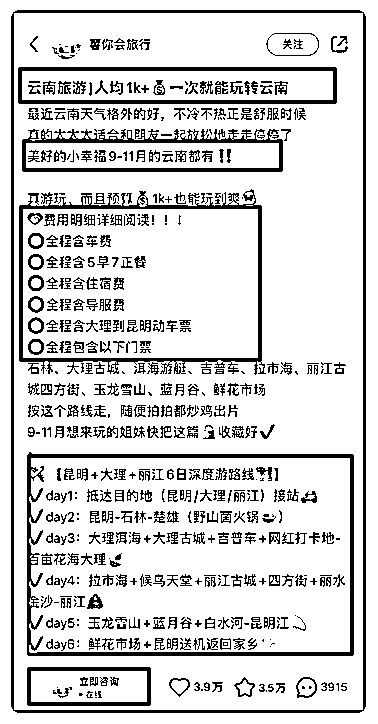 薯你会旅行
关注
云南旅游]人均1k+💰一次就能玩转云南
最近云南天气格外的好，不冷不热正是舒服时候
真的太太太适合和朋友一起放松地走走停停了
美好的小幸福9-11月的云南都有‼️
真游玩、而且预算💰1k+也能玩到爽
费用明细详细阅读！！↓
⭕全程含车费
⭕全程含5早7正餐
⭕全程含住宿费
⭕全程含导服费
⭕全程含大理到昆明动车票
⭕全程包含以下门票
石林、大理古城、洱海游艇、吉普车、拉市海、丽江古
城四方街、玉龙雪山、蓝月谷、鲜花市场
按这个路线走，随便拍拍都炒鸡出片
9-11月想来玩的姐妹快把这篇收藏好✔️
【昆明+大理+丽江6日深度游路线】
✔️day1：抵达目的地（昆明/大理/丽江）接站
✔️day2：昆明-石林-楚雄（野山菌火锅）
✔️day3：大理洱海+大理古城+吉普车+网红打卡地-
百亩花海大理
✔️day4：拉市海+候鸟天堂+丽江古城+四方街+丽水
金沙-丽江
✔️day5：玉龙雪山+蓝月谷+白水河-昆明江
✔️day6：鲜花市场+昆明送机返回家乡
立即咨询
在线
3.9万 3.5万 3915